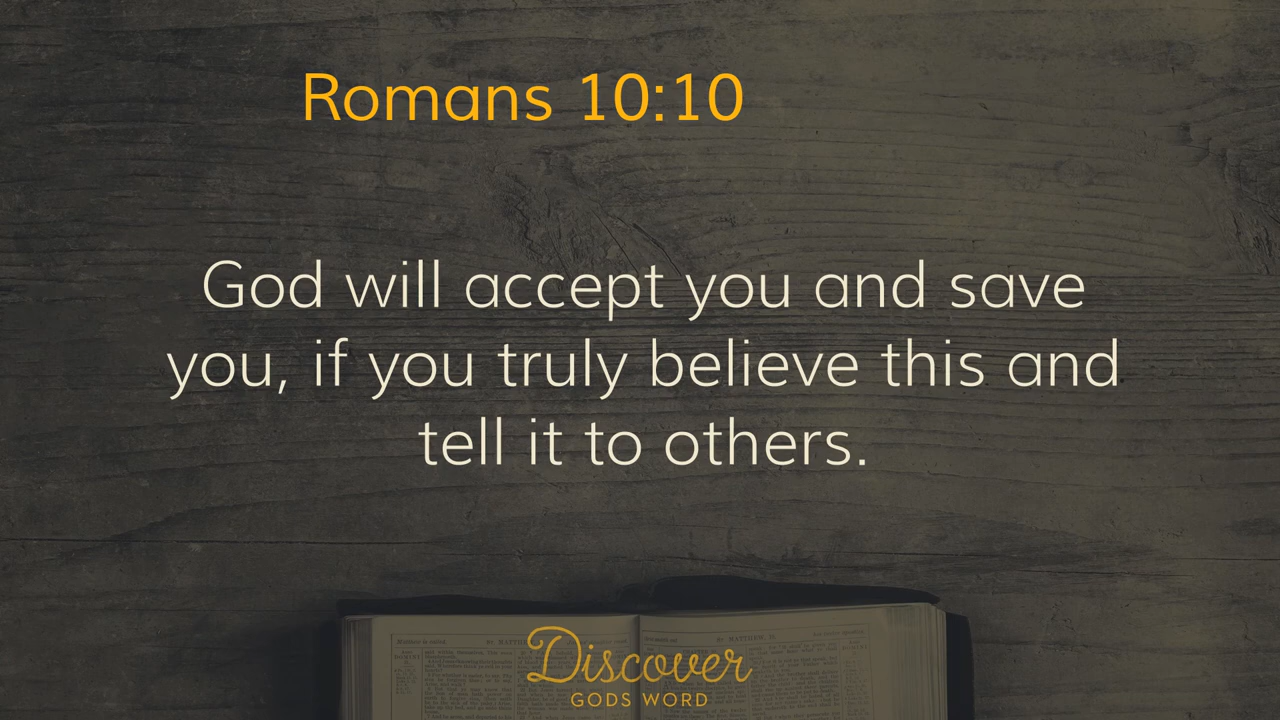 Romans 10:10
God will accept you and save
you, if you truly believe this and
tell it to others.
Discover
GODS WORD